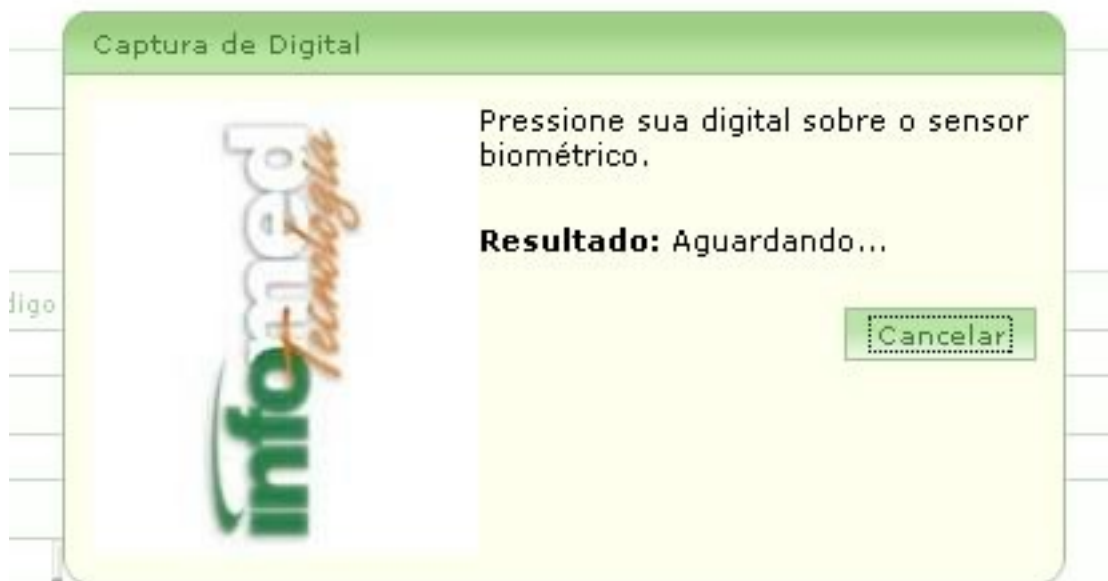 Captura de Digital
Pressione sua digital sobre o sensor
biométrico.
Resultado: Aguardando...
Cancelar
infomed
Tecnologia
digo